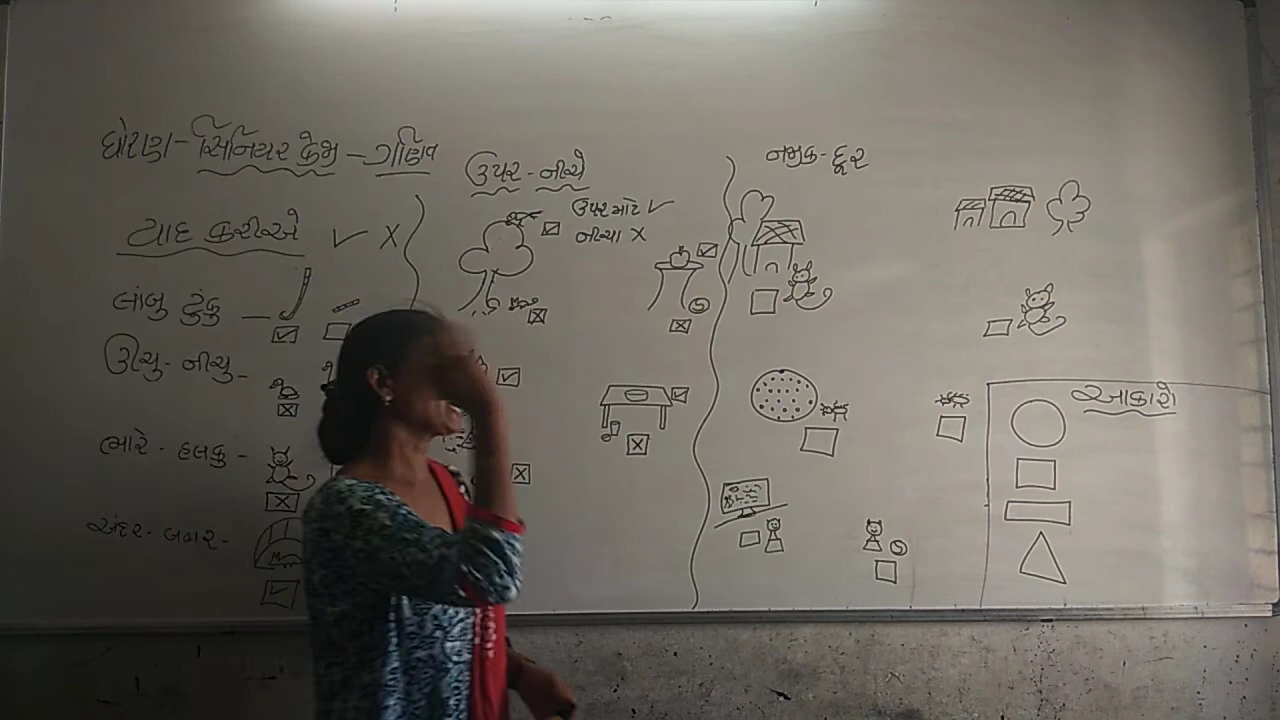 ધોરણ - સિનિયર કેજી - ગણિત
યાદ કરીએ ✓ X
લાંબુ ટુંકુ -
ઊંચુ - નીચુ -
ભારે - હલકુ -
અંદર - બહાર -
ઉપર - નીચે
ઉપર માટે ✓
નીચા X
નજીક - દૂર
આકારો